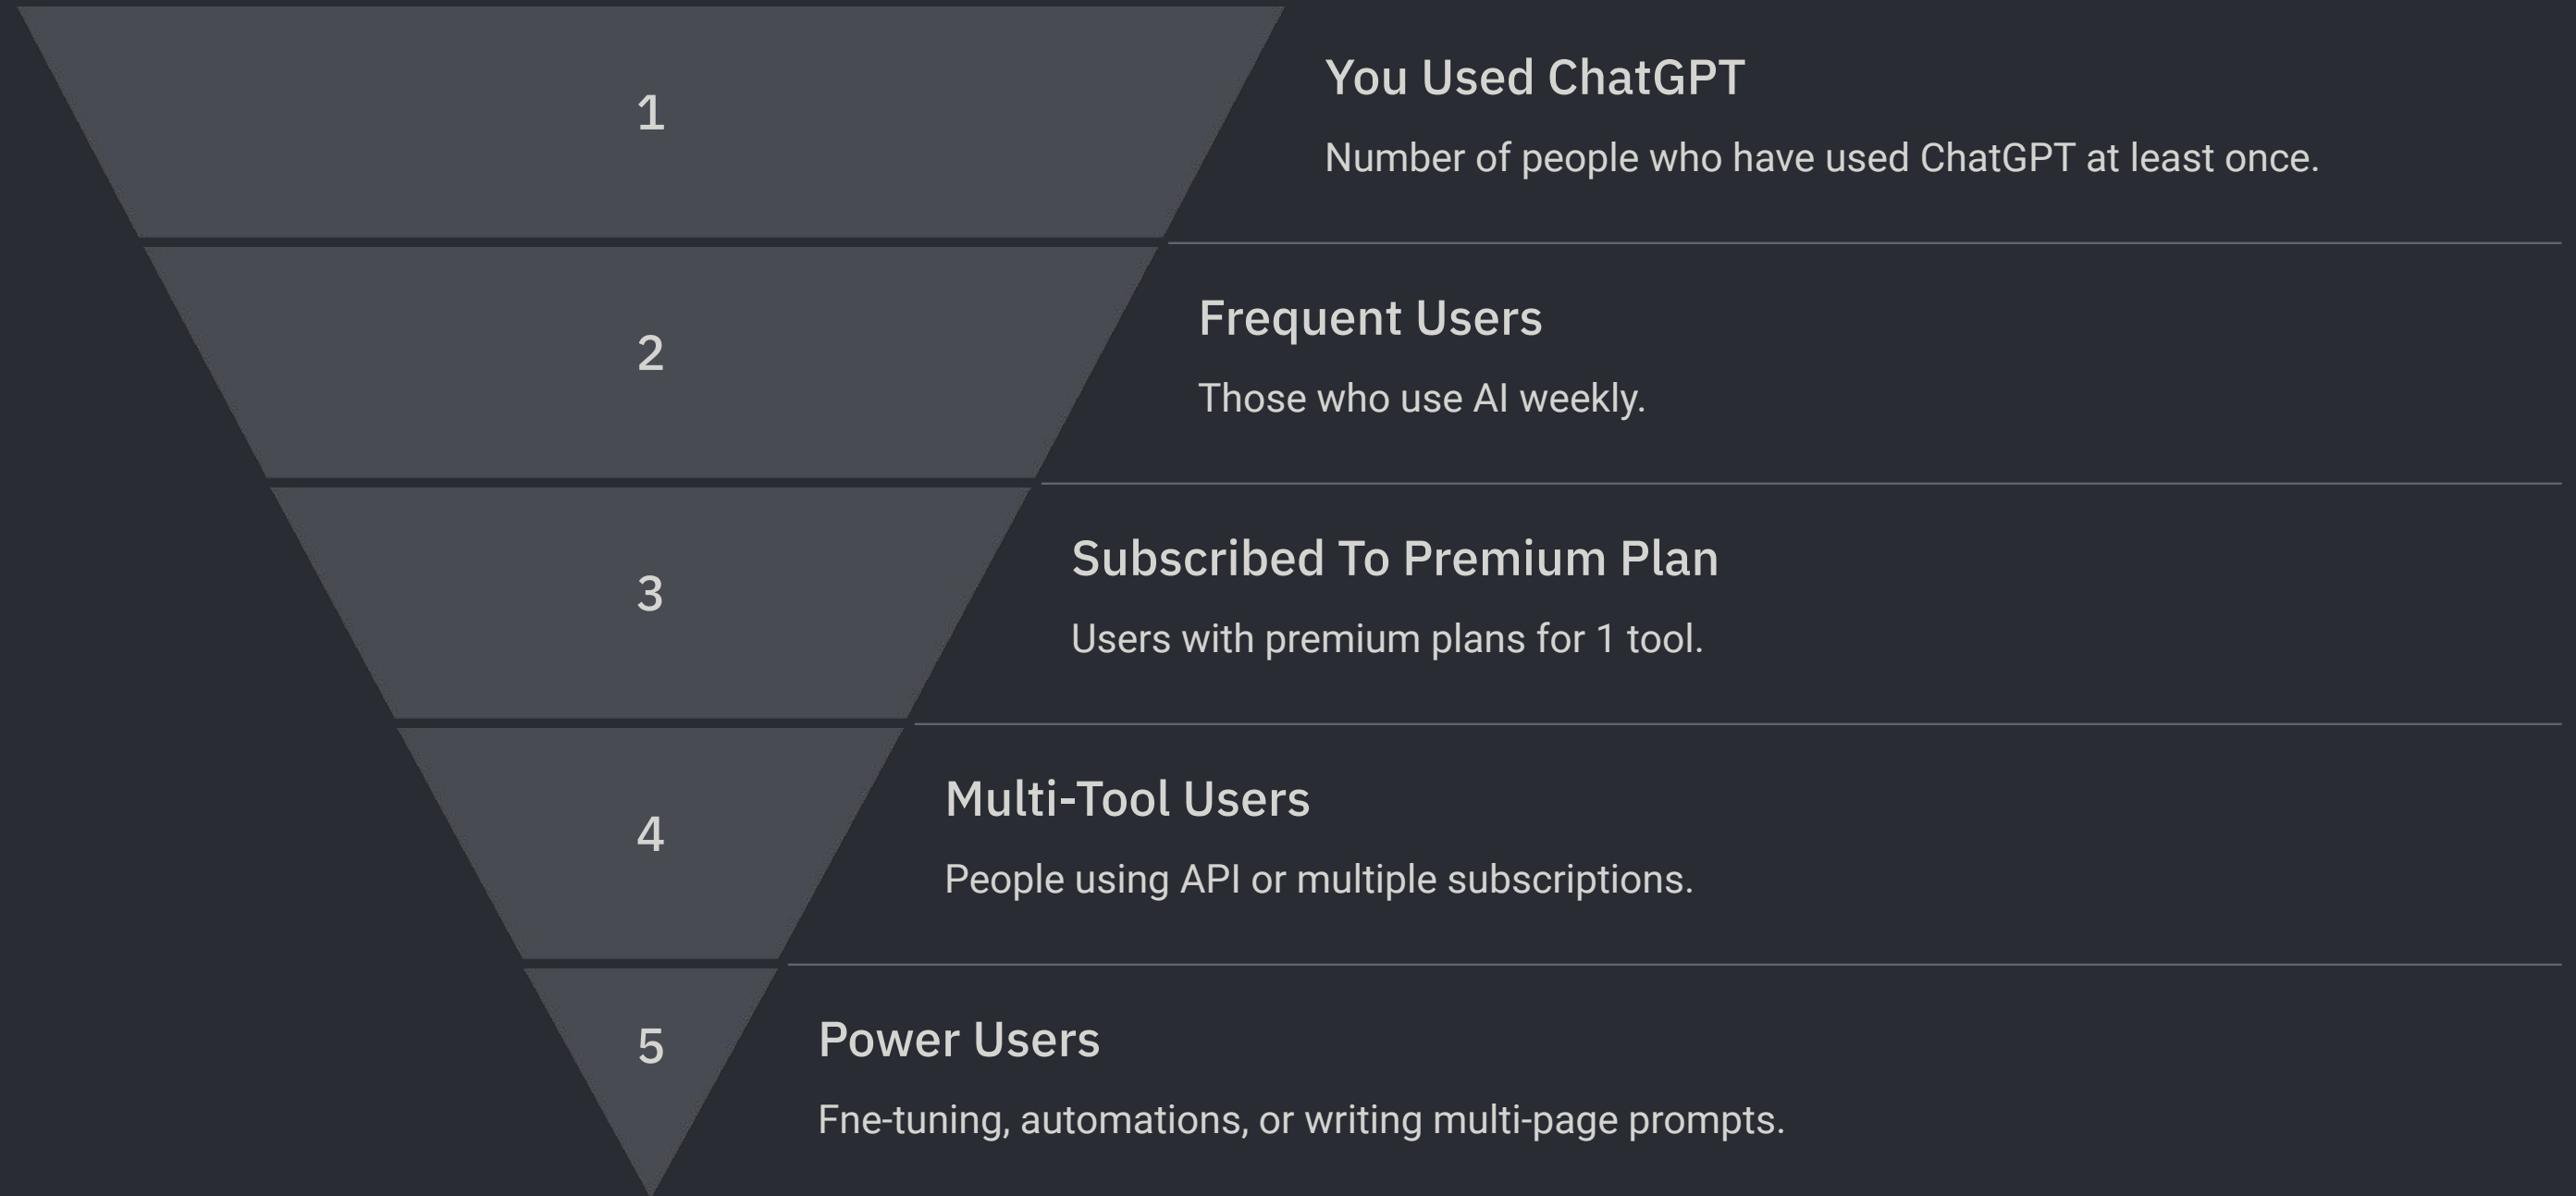 1
You Used ChatGPT
Number of people who have used ChatGPT at least once.
2
Frequent Users
Those who use AI weekly.
3
Subscribed To Premium Plan
Users with premium plans for 1 tool.
4
Multi-Tool Users
People using API or multiple subscriptions.
5
Power Users
Fne-tuning, automations, or writing multi-page prompts.